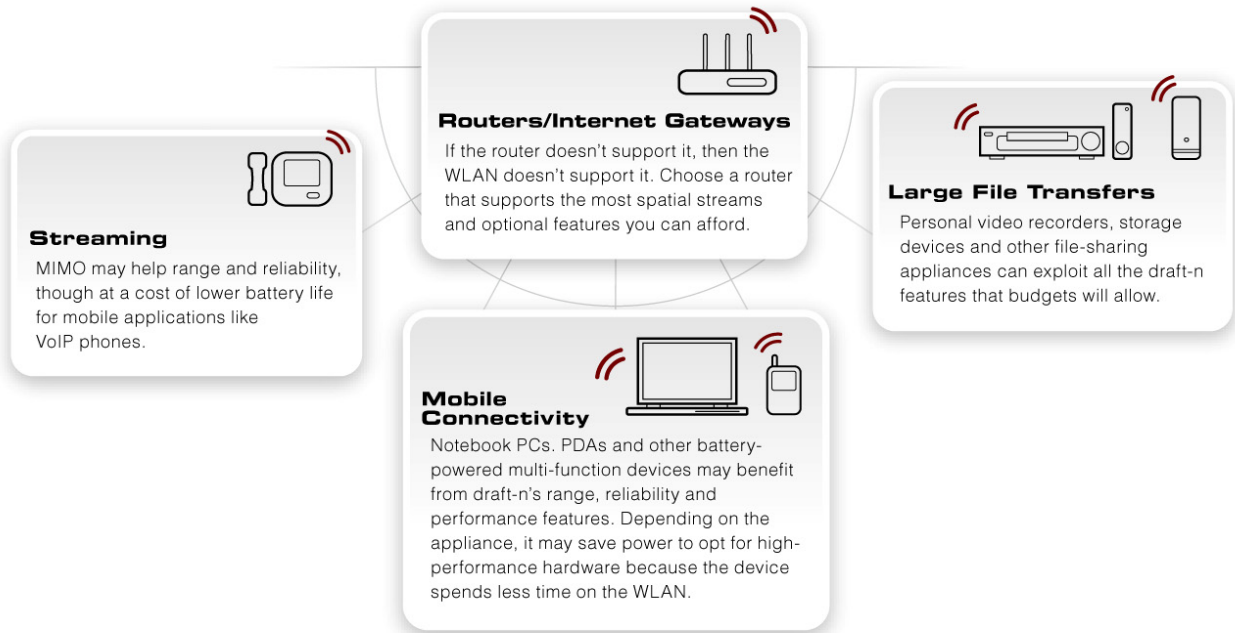 Routers/Internet Gateways
If the router doesn't support it, then the
WLAN doesn't support it. Choose a router
that supports the most spatial streams
and optional features you can afford.
Streaming
MIMO may help range and reliability,
though at a cost of lower battery life
for mobile applications like
VoIP phones.
Large File Transfers
Personal video recorders, storage
devices and other file-sharing
appliances can exploit all the draft-n
features that budgets will allow.
Mobile
Connectivity
Notebook PCs. PDAs and other battery-
powered multi-function devices may benefit
from draft-n's range, reliability and
performance features. Depending on the
appliance, it may save power to opt for high-
performance hardware because the device
spends less time on the WLAN.